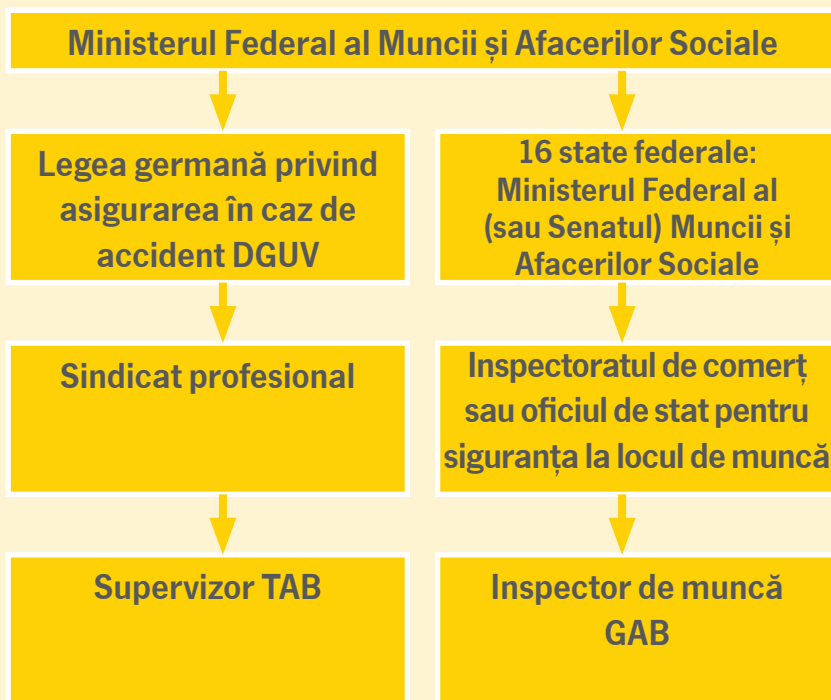 Ministerul Federal al Muncii și Afacerilor Sociale
Legea germană privind
asigurarea în caz de
accident DGUV
16 state federale:
Ministerul Federal al
(sau Senatul) Muncii și
Afacerilor Sociale
Sindicat profesional
Inspectoratul de comerț
sau oficiul de stat pentru
siguranța la locul de muncă
Supervizor TAB
Inspector de muncă
GAB